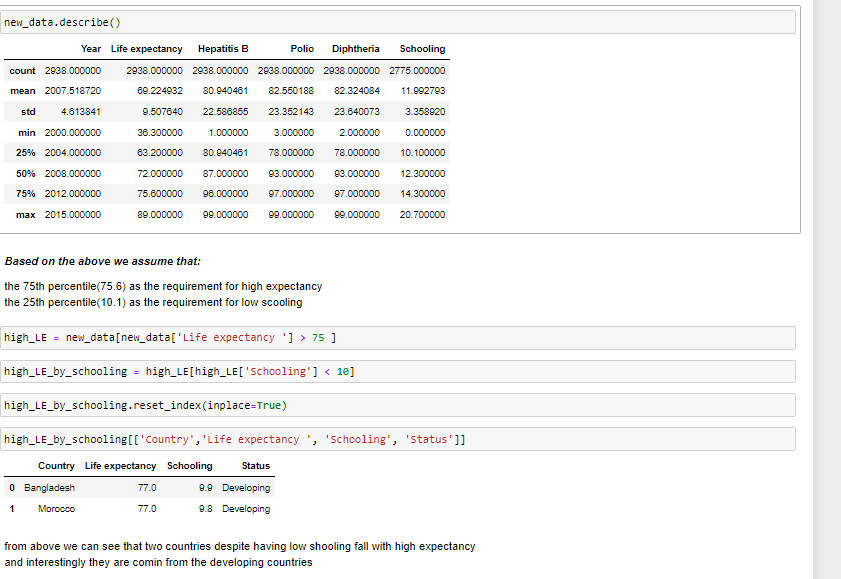 new_data.describe()
Year Life expectancy Hepatitis B Polio Diphtheria Schooling
count 2938.000000 2938.000000 2938.000000 2938.000000 2938.000000 2775.000000
mean 2007.518720 69.224932 80.940461 82.550188 82.324084 11.992793
std 4.613841 9.507640 22.586855 23.352143 23.640073 3.358920
min 2000.000000 36.300000 1.000000 3.000000 2.000000 0.000000
25% 2004.000000 63.200000 80.940461 78.000000 78.000000 10.100000
50% 2008.000000 72.000000 87.000000 93.000000 93.000000 12.300000
75% 2012.000000 75.600000 96.000000 97.000000 97.000000 14.300000
max 2015.000000 89.000000 99.000000 99.000000 99.000000 20.700000
Based on the above we assume that:
the 75th percentile(75.6) as the requirement for high expectancy
the 25th percentile(10.1) as the requirement for low scooling
high_LE = new_data[new_data['Life expectancy '] > 75 ]
high_LE_by_schooling = high_LE[high_LE['Schooling'] < 10]
high_LE_by_schooling.reset_index(inplace=True)
high_LE_by_schooling[['Country','Life expectancy ', 'Schooling', 'Status']]
Country Life expectancy Schooling Status
0 Bangladesh 77.0 9.9 Developing
1 Morocco 77.0 9.8 Developing
from above we can see that two countries despite having low shooling fall with high expectancy
and interestingly they are comin from the developing countries